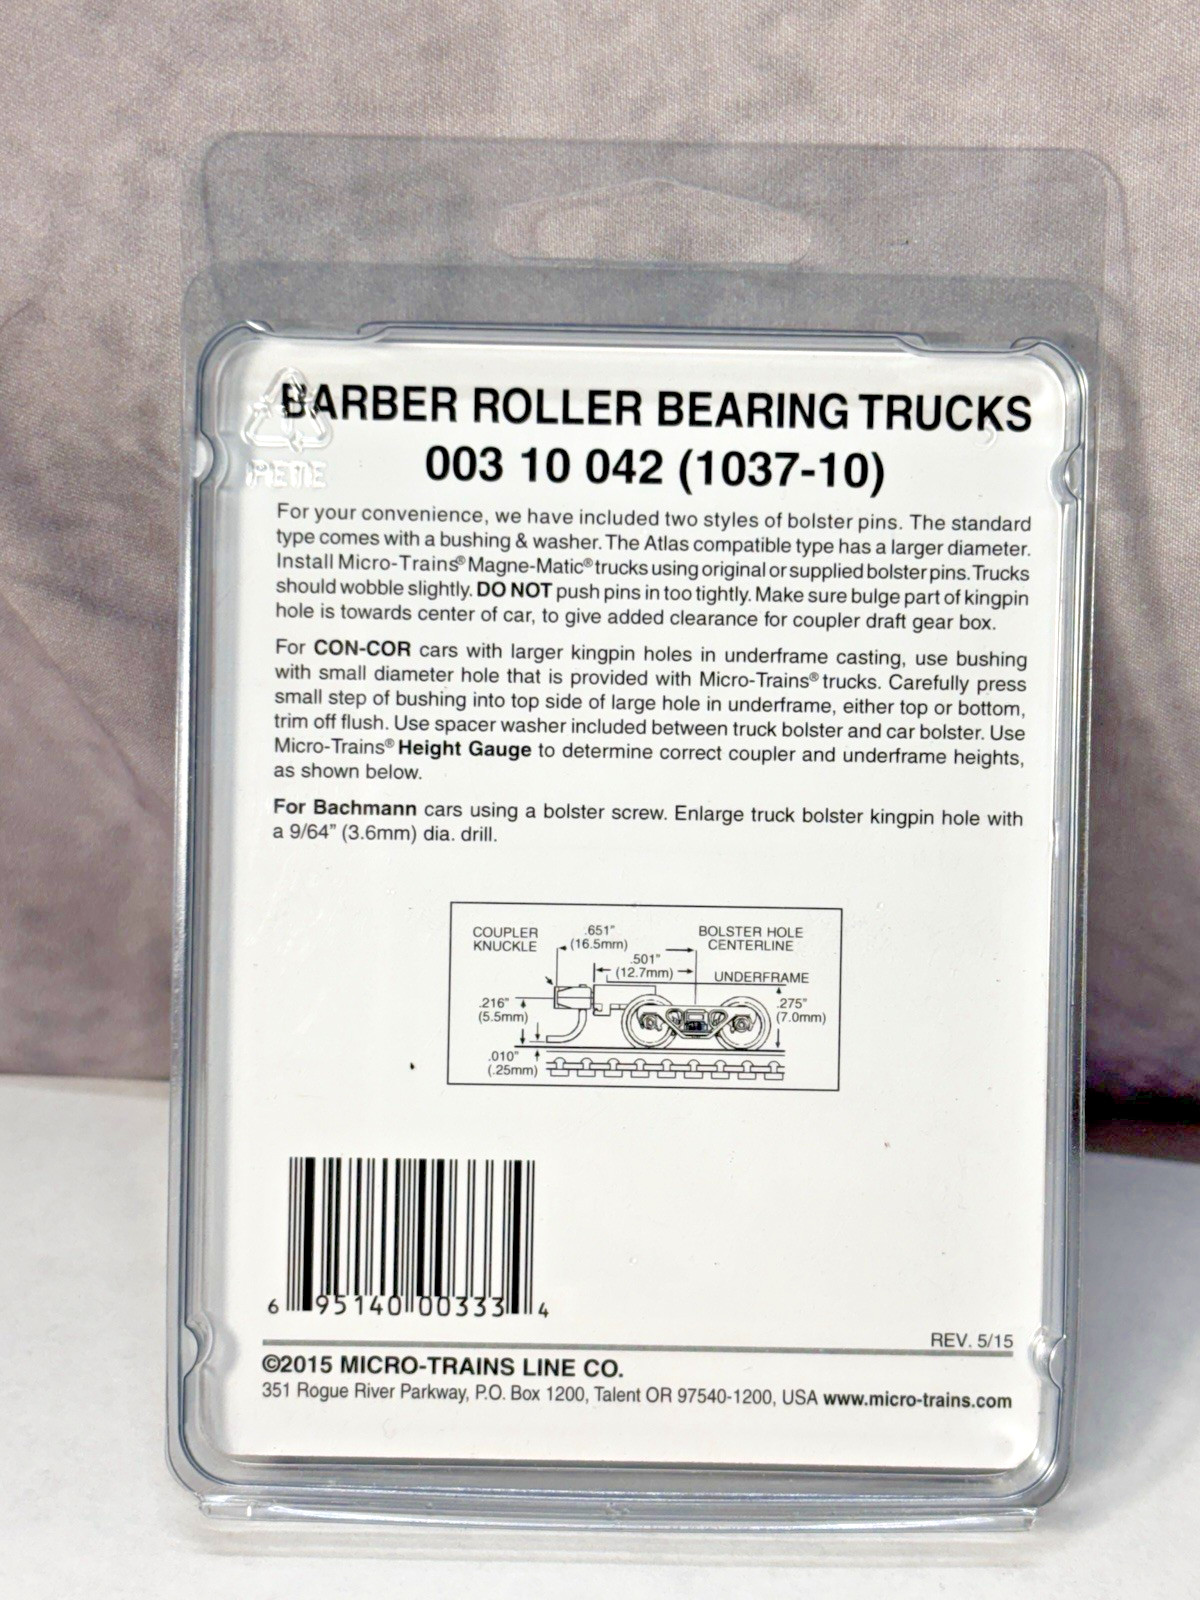 BARBER ROLLER BEARING TRUCKS
003 10 042 (1037-10)
PETE
For your convenience, we have included two styles of bolster pins. The standard
type comes with a bushing & washer. The Atlas compatible type has a larger diameter.
Install Micro-Trains® Magne-Matic® trucks using original or supplied bolster pins. Trucks
should wobble slightly. DO NOT push pins in too tightly. Make sure bulge part of kingpin
hole is towards center of car, to give added clearance for coupler draft gear box.
For CON-COR cars with larger kingpin holes in underframe casting, use bushing
with small diameter hole that is provided with Micro-Trains® trucks. Carefully press
small step of bushing into top side of large hole in underframe, either top or bottom,
trim off flush. Use spacer washer included between truck bolster and car bolster. Use
Micro-Trains® Height Gauge to determine correct coupler and underframe heights,
as shown below.
For Bachmann cars using a bolster screw. Enlarge truck bolster kingpin hole with
a 9/64" (3.6mm) dia. drill.
COUPLER
KNUCKLE
.651"
(16.5mm)
BOLSTER HOLE
CENTERLINE
.501"
(12.7mm)
UNDERFRAME
.216"
(5.5mm)
.275"
(7.0mm)
.010"
(.25mm)
6 95140 00333 4
REV. 5/15
©2015 MICRO-TRAINS LINE CO.
351 Rogue River Parkway, P.O. Box 1200, Talent OR 97540-1200, USA www.micro-trains.com